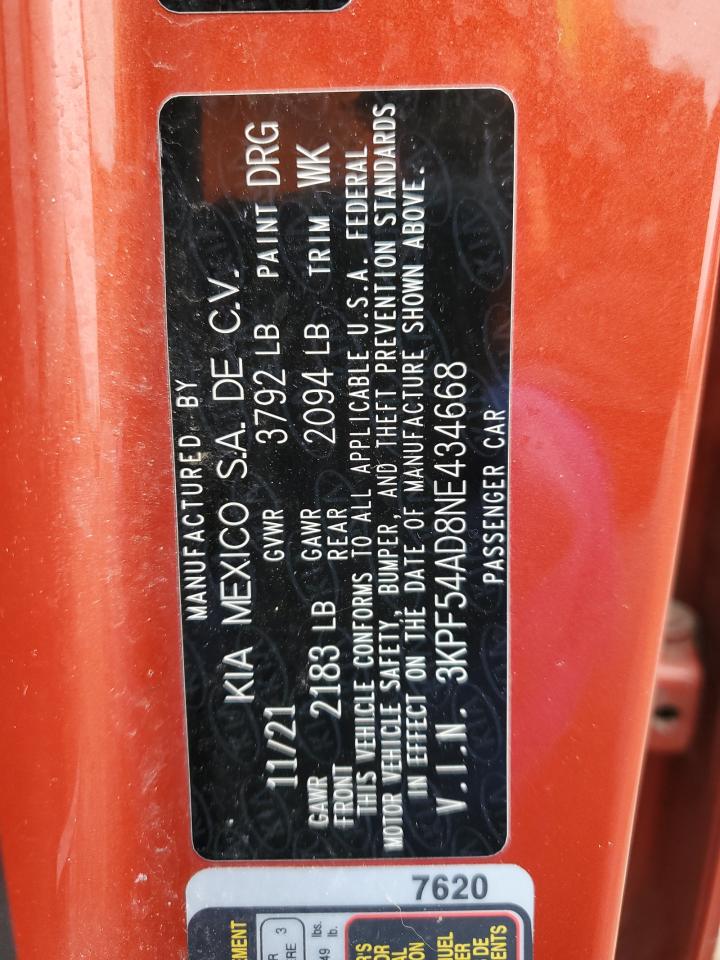 MANUFACTURED BY
KIA MEXICO S.A. DE C.V.
11/21 GVWR 3792 LB PAINT DRG
GAWR FRONT 2183 LB GAWR REAR 2094 LB TRIM WK
THIS VEHICLE CONFORMS TO ALL APPLICABLE U.S.A. FEDERAL
MOTOR VEHICLE SAFETY, BUMPER, AND THEFT PREVENTION STANDARDS
IN EFFECT ON THE DATE OF MANUFACTURE SHOWN ABOVE.
V.I.N. 3KPF54AD8NE434668
PASSENGER CAR
7620
lbs.
lb.